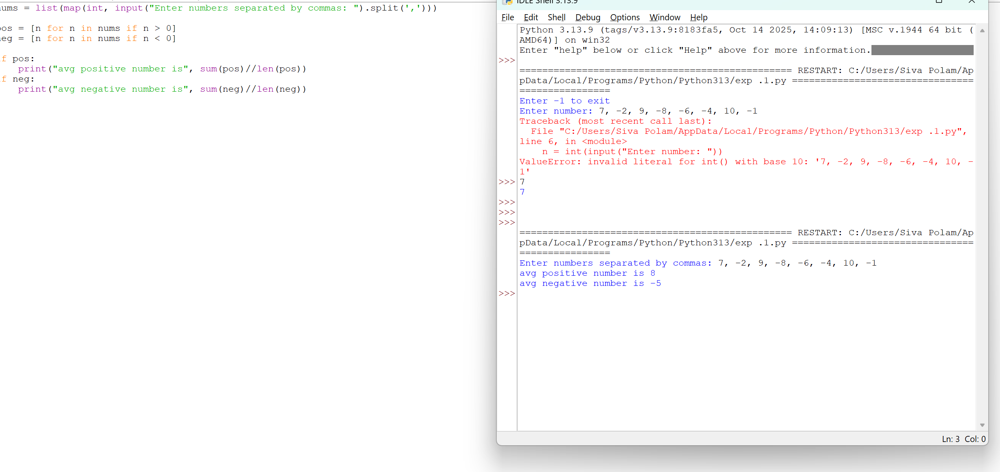 nums = list(map(int, input("Enter numbers separated by commas: ").split(',')))
pos = [n for n in nums if n > 0]
neg = [n for n in nums if n < 0]
if pos:
    print("avg positive number is", sum(pos)//len(pos))
if neg:
    print("avg negative number is", sum(neg)//len(neg))
IDLE Shell 3.13.9
File Edit Shell Debug Options Window Help
Python 3.13.9 (tags/v3.13.9:8183fa5, Oct 14 2025, 14:09:13) [MSC v.1944 64 bit (
AMD64)] on win32
Enter "help" below or click "Help" above for more information.
>>>
================================================ RESTART: C:/Users/Siva Polam/Ap
pData/Local/Programs/Python/Python313/exp .1.py ================================
================
Enter -1 to exit
Enter number: 7, -2, 9, -8, -6, -4, 10, -1
Traceback (most recent call last):
  File "C:/Users/Siva Polam/AppData/Local/Programs/Python/Python313/exp .1.py",
line 6, in <module>
    n = int(input("Enter number: "))
ValueError: invalid literal for int() with base 10: '7, -2, 9, -8, -6, -4, 10, -
1'
>>> 7
7
>>>
>>>
>>>
================================================ RESTART: C:/Users/Siva Polam/Ap
pData/Local/Programs/Python/Python313/exp .1.py ================================
================
Enter numbers separated by commas: 7, -2, 9, -8, -6, -4, 10, -1
avg positive number is 8
avg negative number is -5
>>>
Ln: 3 Col: 0